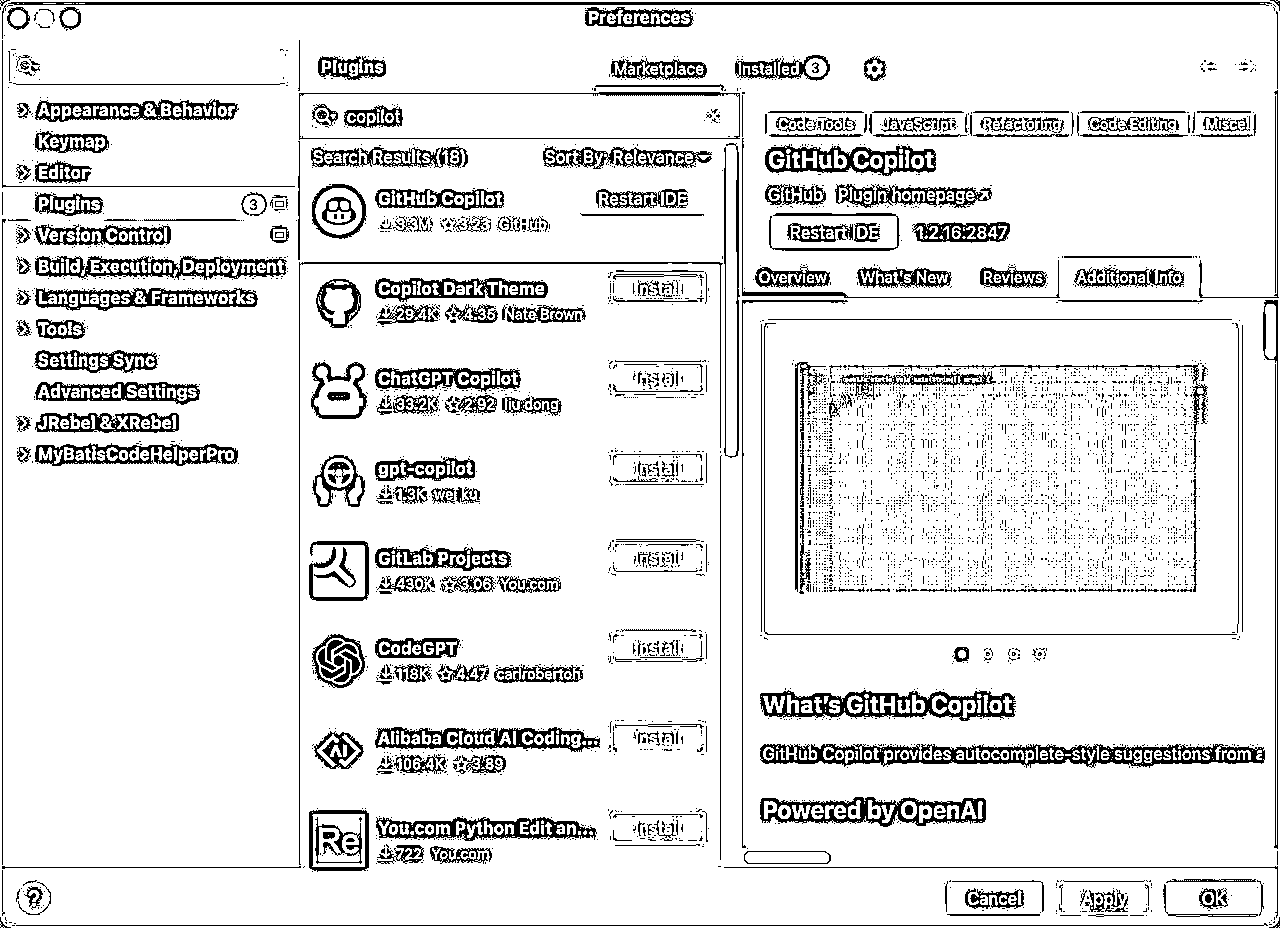 Preferences
Plugins
Marketplace
Installed 3
Appearance & Behavior
Keymap
Editor
Plugins 3
Version Control
Build, Execution, Deployment
Languages & Frameworks
Tools
Settings Sync
Advanced Settings
JRebel & XRebel
MyBatisCodeHelperPro
copilot
Search Results (18) Sort By: Relevance
GitHub Copilot Restart IDE
3.3M 3.23 GitHub
Copilot Dark Theme Install
29.4K 4.35 Nate Brown
ChatGPT Copilot Install
33.2K 2.92 liu dong
gpt-copilot Install
1.3K wei ku
GitLab Projects Install
430K 3.06 You.com
CodeGPT Install
118K 4.47 carlroberton
Alibaba Cloud AI Coding... Install
106.4K 3.89
You.com Python Edit an... Install
722 You.com
AI
Re
Code Tools JavaScript Refactoring Code Editing Miscel
GitHub Copilot
GitHub Plugin homepage
Restart IDE 1.2.16.2847
Overview What's New Reviews Additional Info
What's GitHub Copilot
GitHub Copilot provides autocomplete-style suggestions from a
Powered by OpenAI
?
Cancel Apply OK